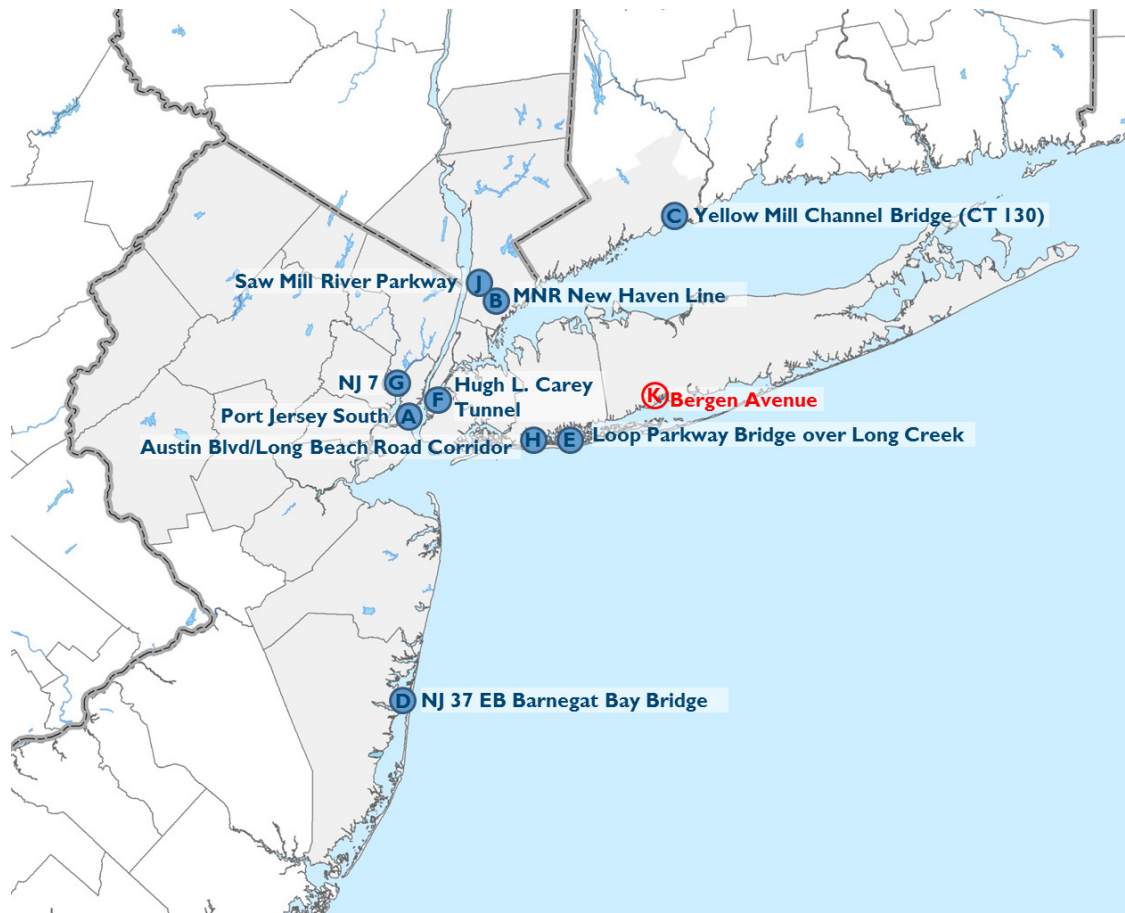 C Yellow Mill Channel Bridge (CT 130)
Saw Mill River Parkway J
B MNR New Haven Line
NJ 7 G
F Hugh L. Carey
Tunnel
K Bergen Avenue
Port Jersey South A
Austin Blvd/Long Beach Road Corridor H
E Loop Parkway Bridge over Long Creek
D NJ 37 EB Barnegat Bay Bridge